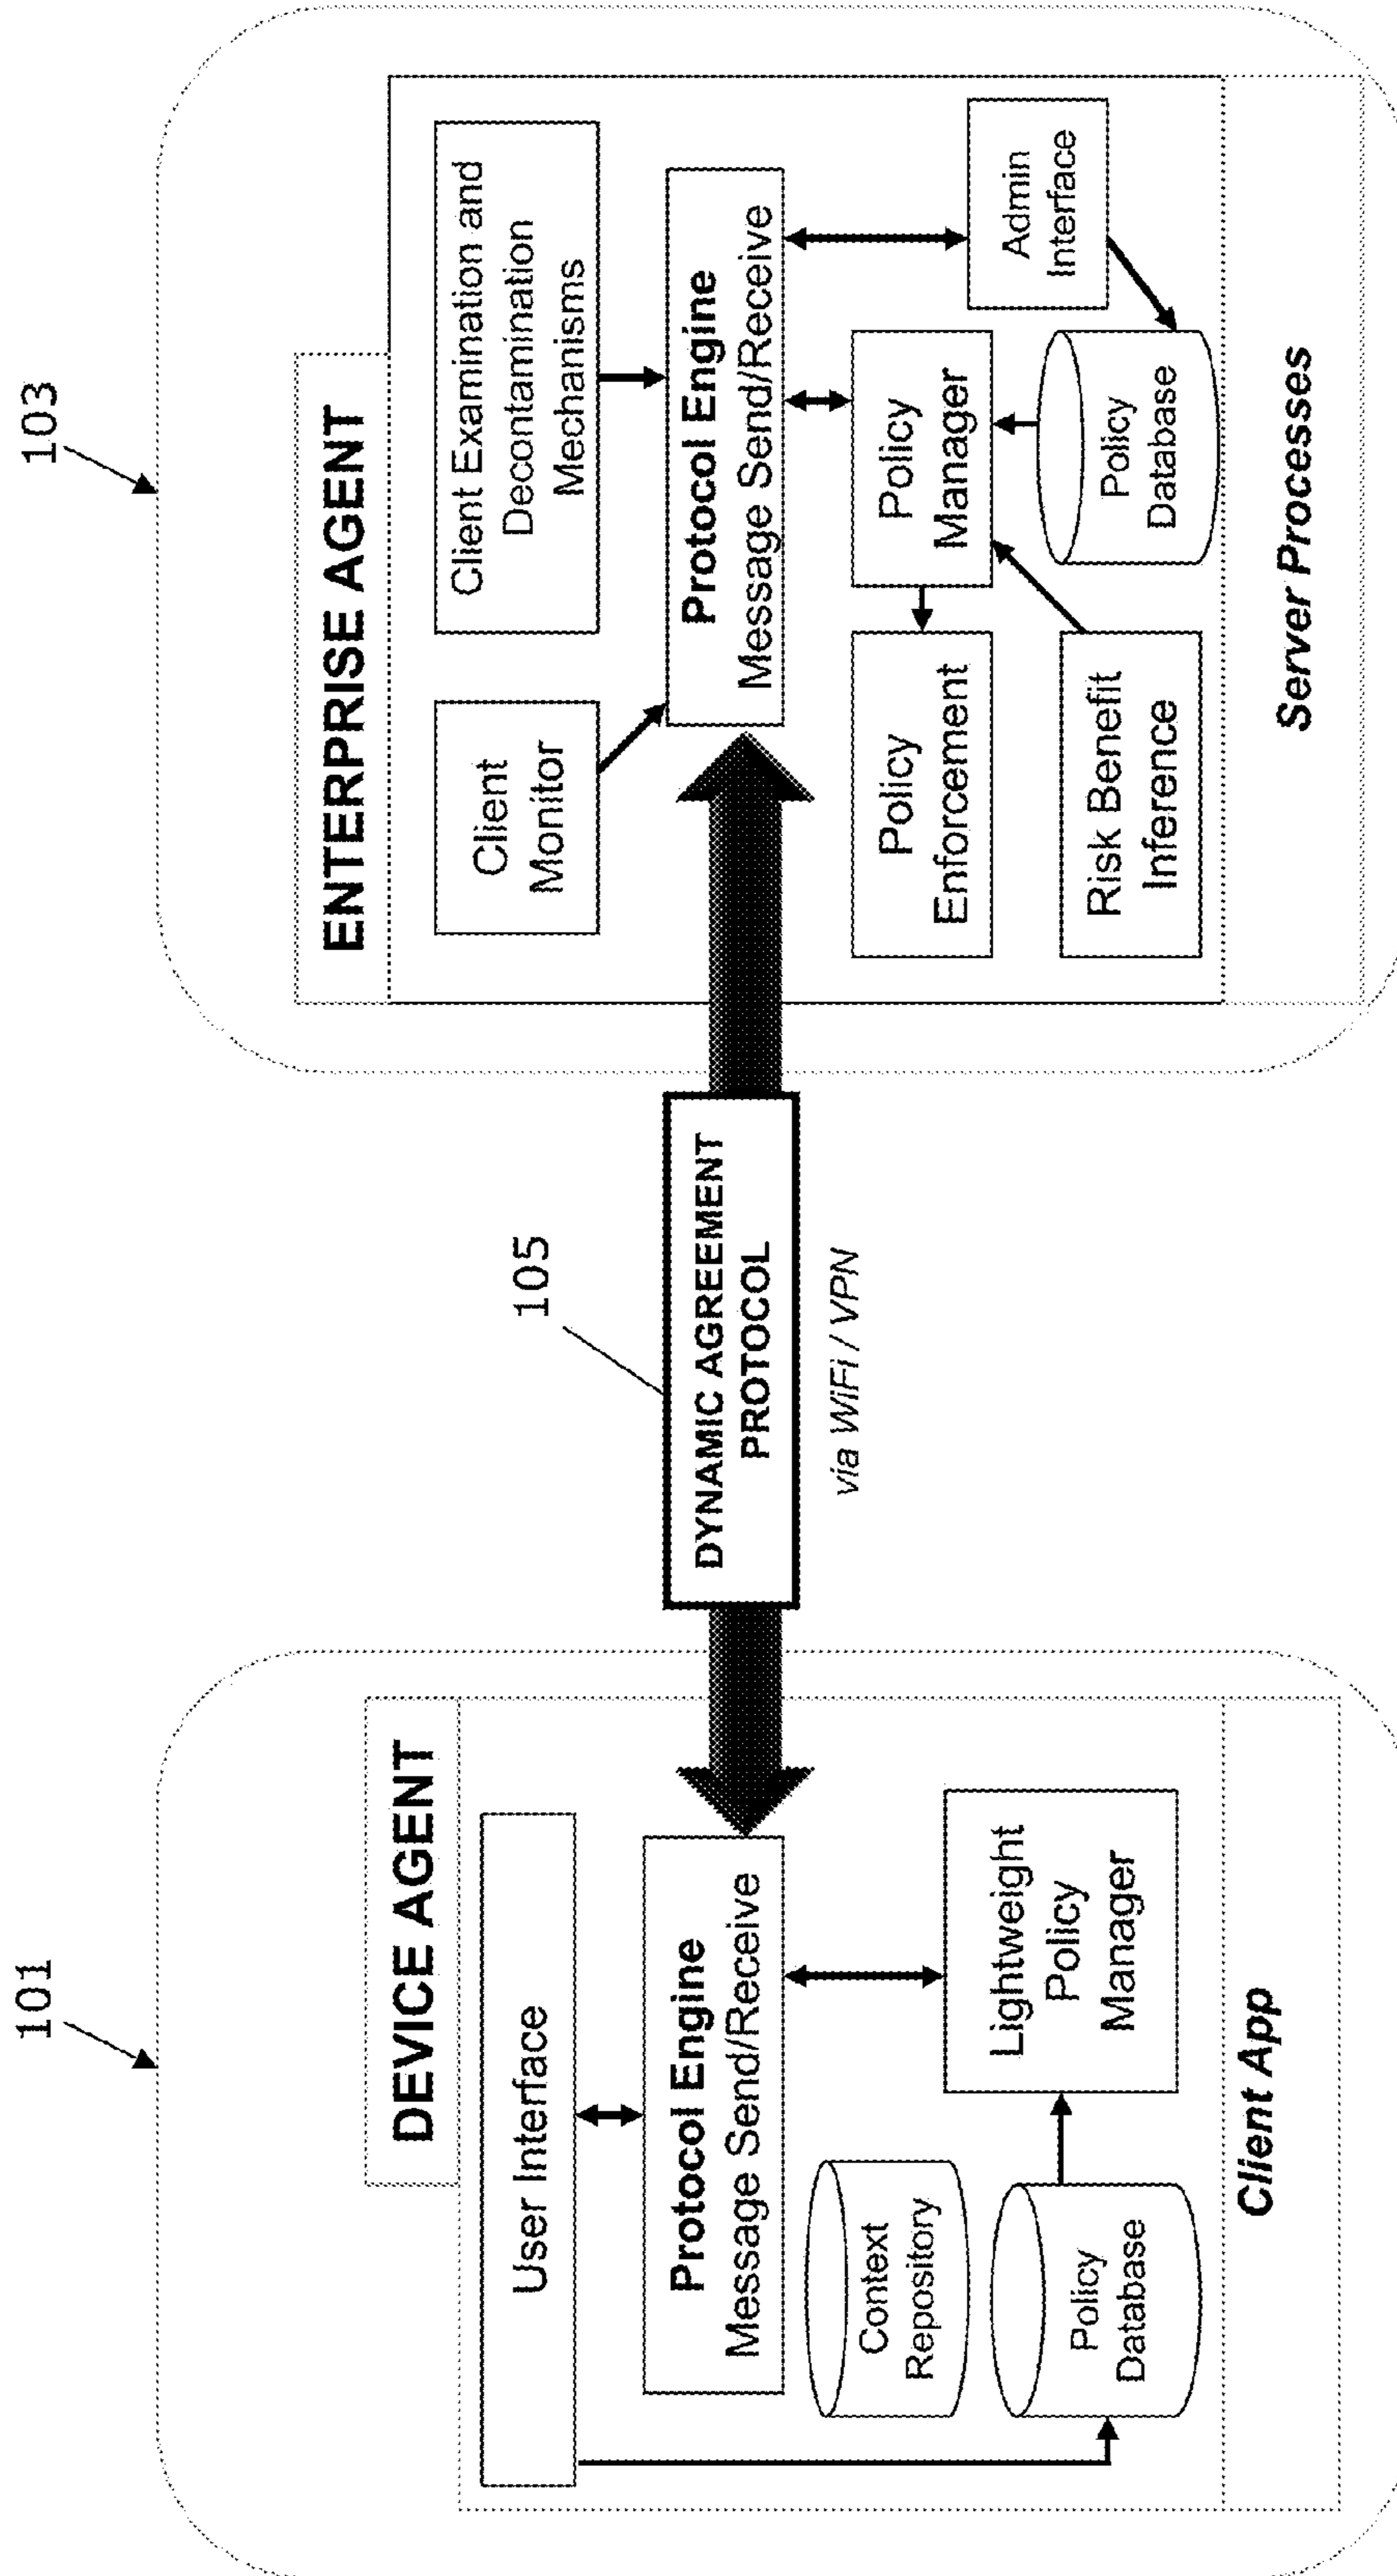 101
DEVICE AGENT
User Interface
Protocol Engine
Message Send/Receive
Context
Repository
Policy
Database
Lightweight
Policy
Manager
Client App
105
DYNAMIC AGREEMENT
PROTOCOL
via WiFi / VPN
103
ENTERPRISE AGENT
Client
Monitor
Client Examination and
Decontamination
Mechanisms
Protocol Engine
Message Send/Receive
Policy
Enforcement
Policy
Manager
Admin
Interface
Risk Benefit
Inference
Policy
Database
Server Processes